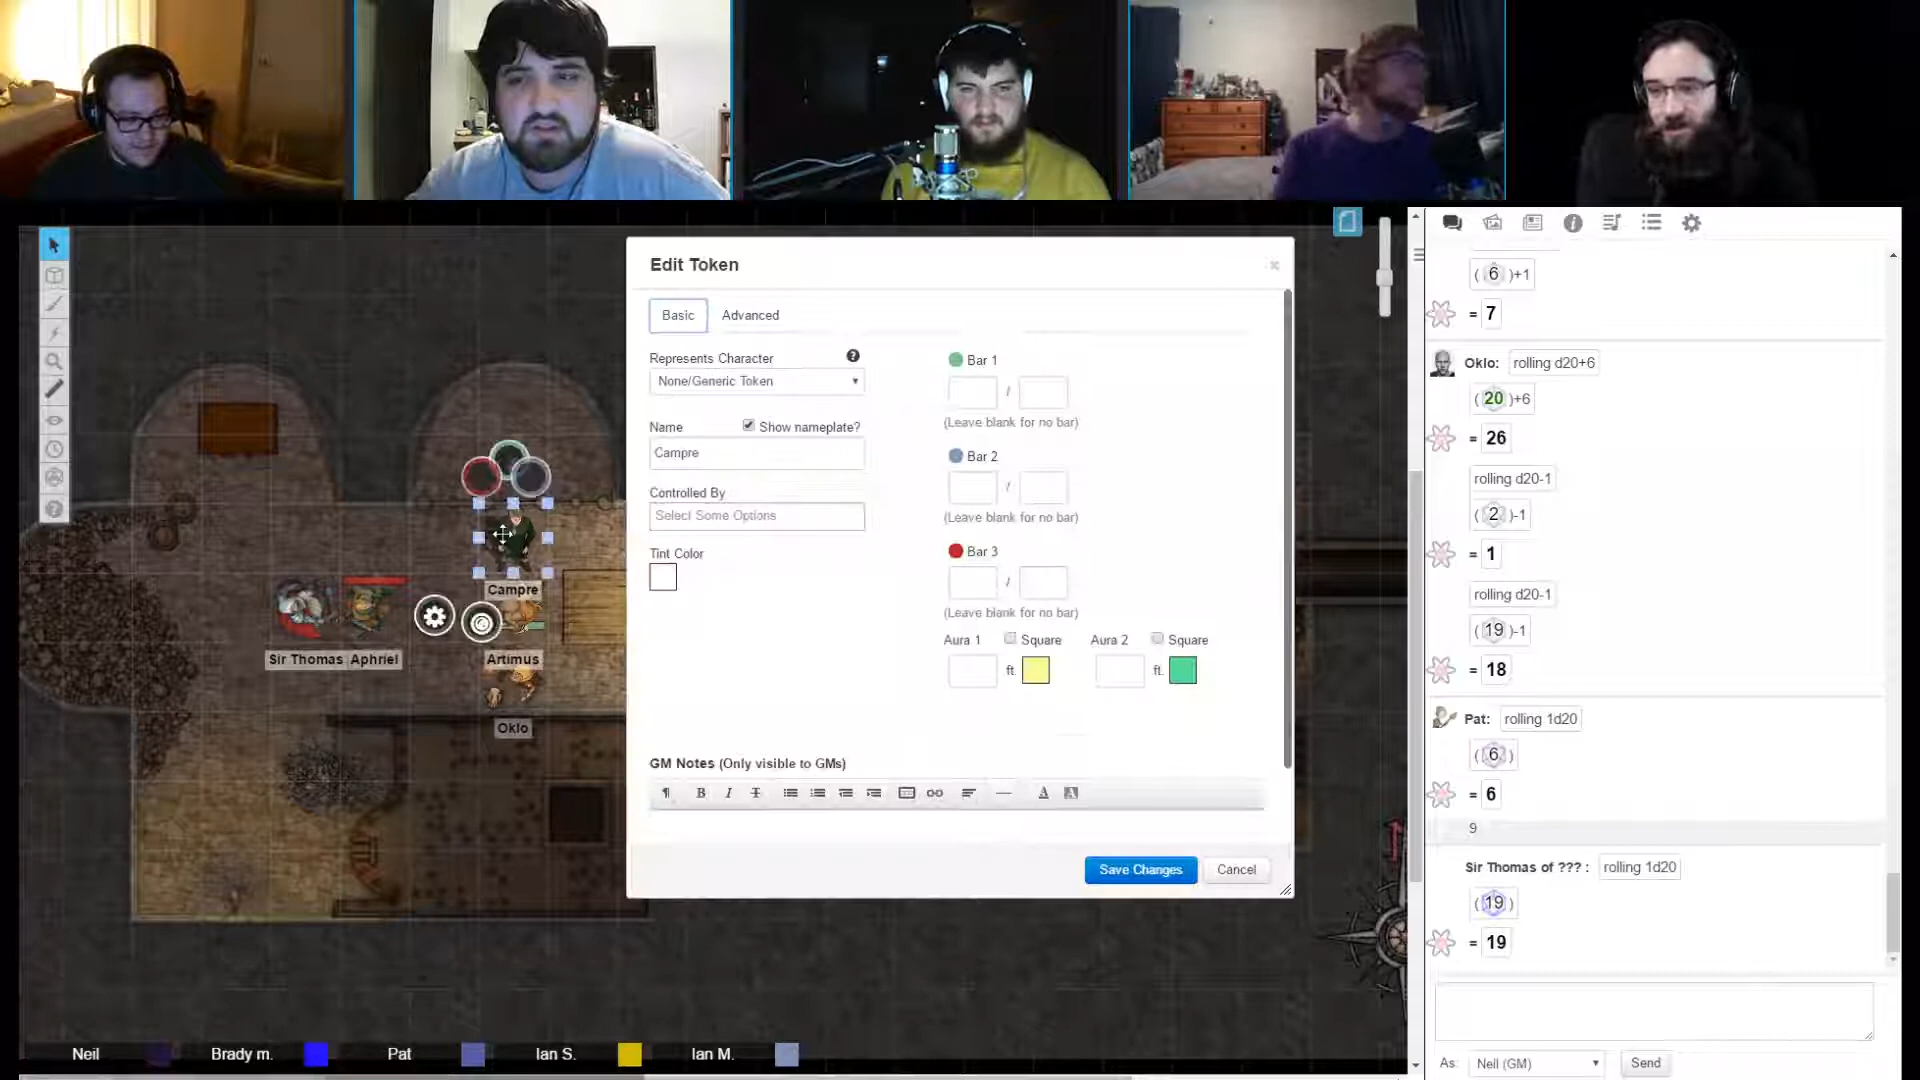 Edit Token
Basic Advanced
Represents Character
None/Generic Token
Name Show nameplate?
Campre
Controlled By
Select Some Options
Tint Color
Bar 1
/
(Leave blank for no bar)
Bar 2
/
(Leave blank for no bar)
Bar 3
/
(Leave blank for no bar)
Aura 1 Square Aura 2 Square
ft. ft.
GM Notes (Only visible to GMs)
Save Changes Cancel
Campre
Sir Thomas Aphriel Artimus
Oklo
(6)+1
= 7
Oklo: rolling d20+6
(20)+6
= 26
rolling d20-1
(2)-1
= 1
rolling d20-1
(19)-1
= 18
Pat: rolling 1d20
(6)
= 6
9
Sir Thomas of ??? : rolling 1d20
(19)
= 19
As: Neil (GM) Send
Neil Brady m. Pat Ian S. Ian M.